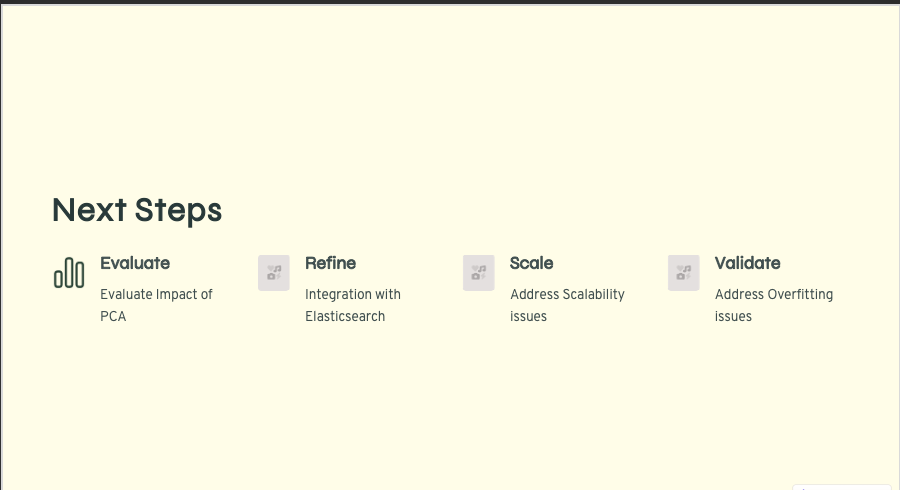 Next Steps
Evaluate
Evaluate Impact of
PCA
Refine
Integration with
Elasticsearch
Scale
Address Scalability
issues
Validate
Address Overfitting
issues